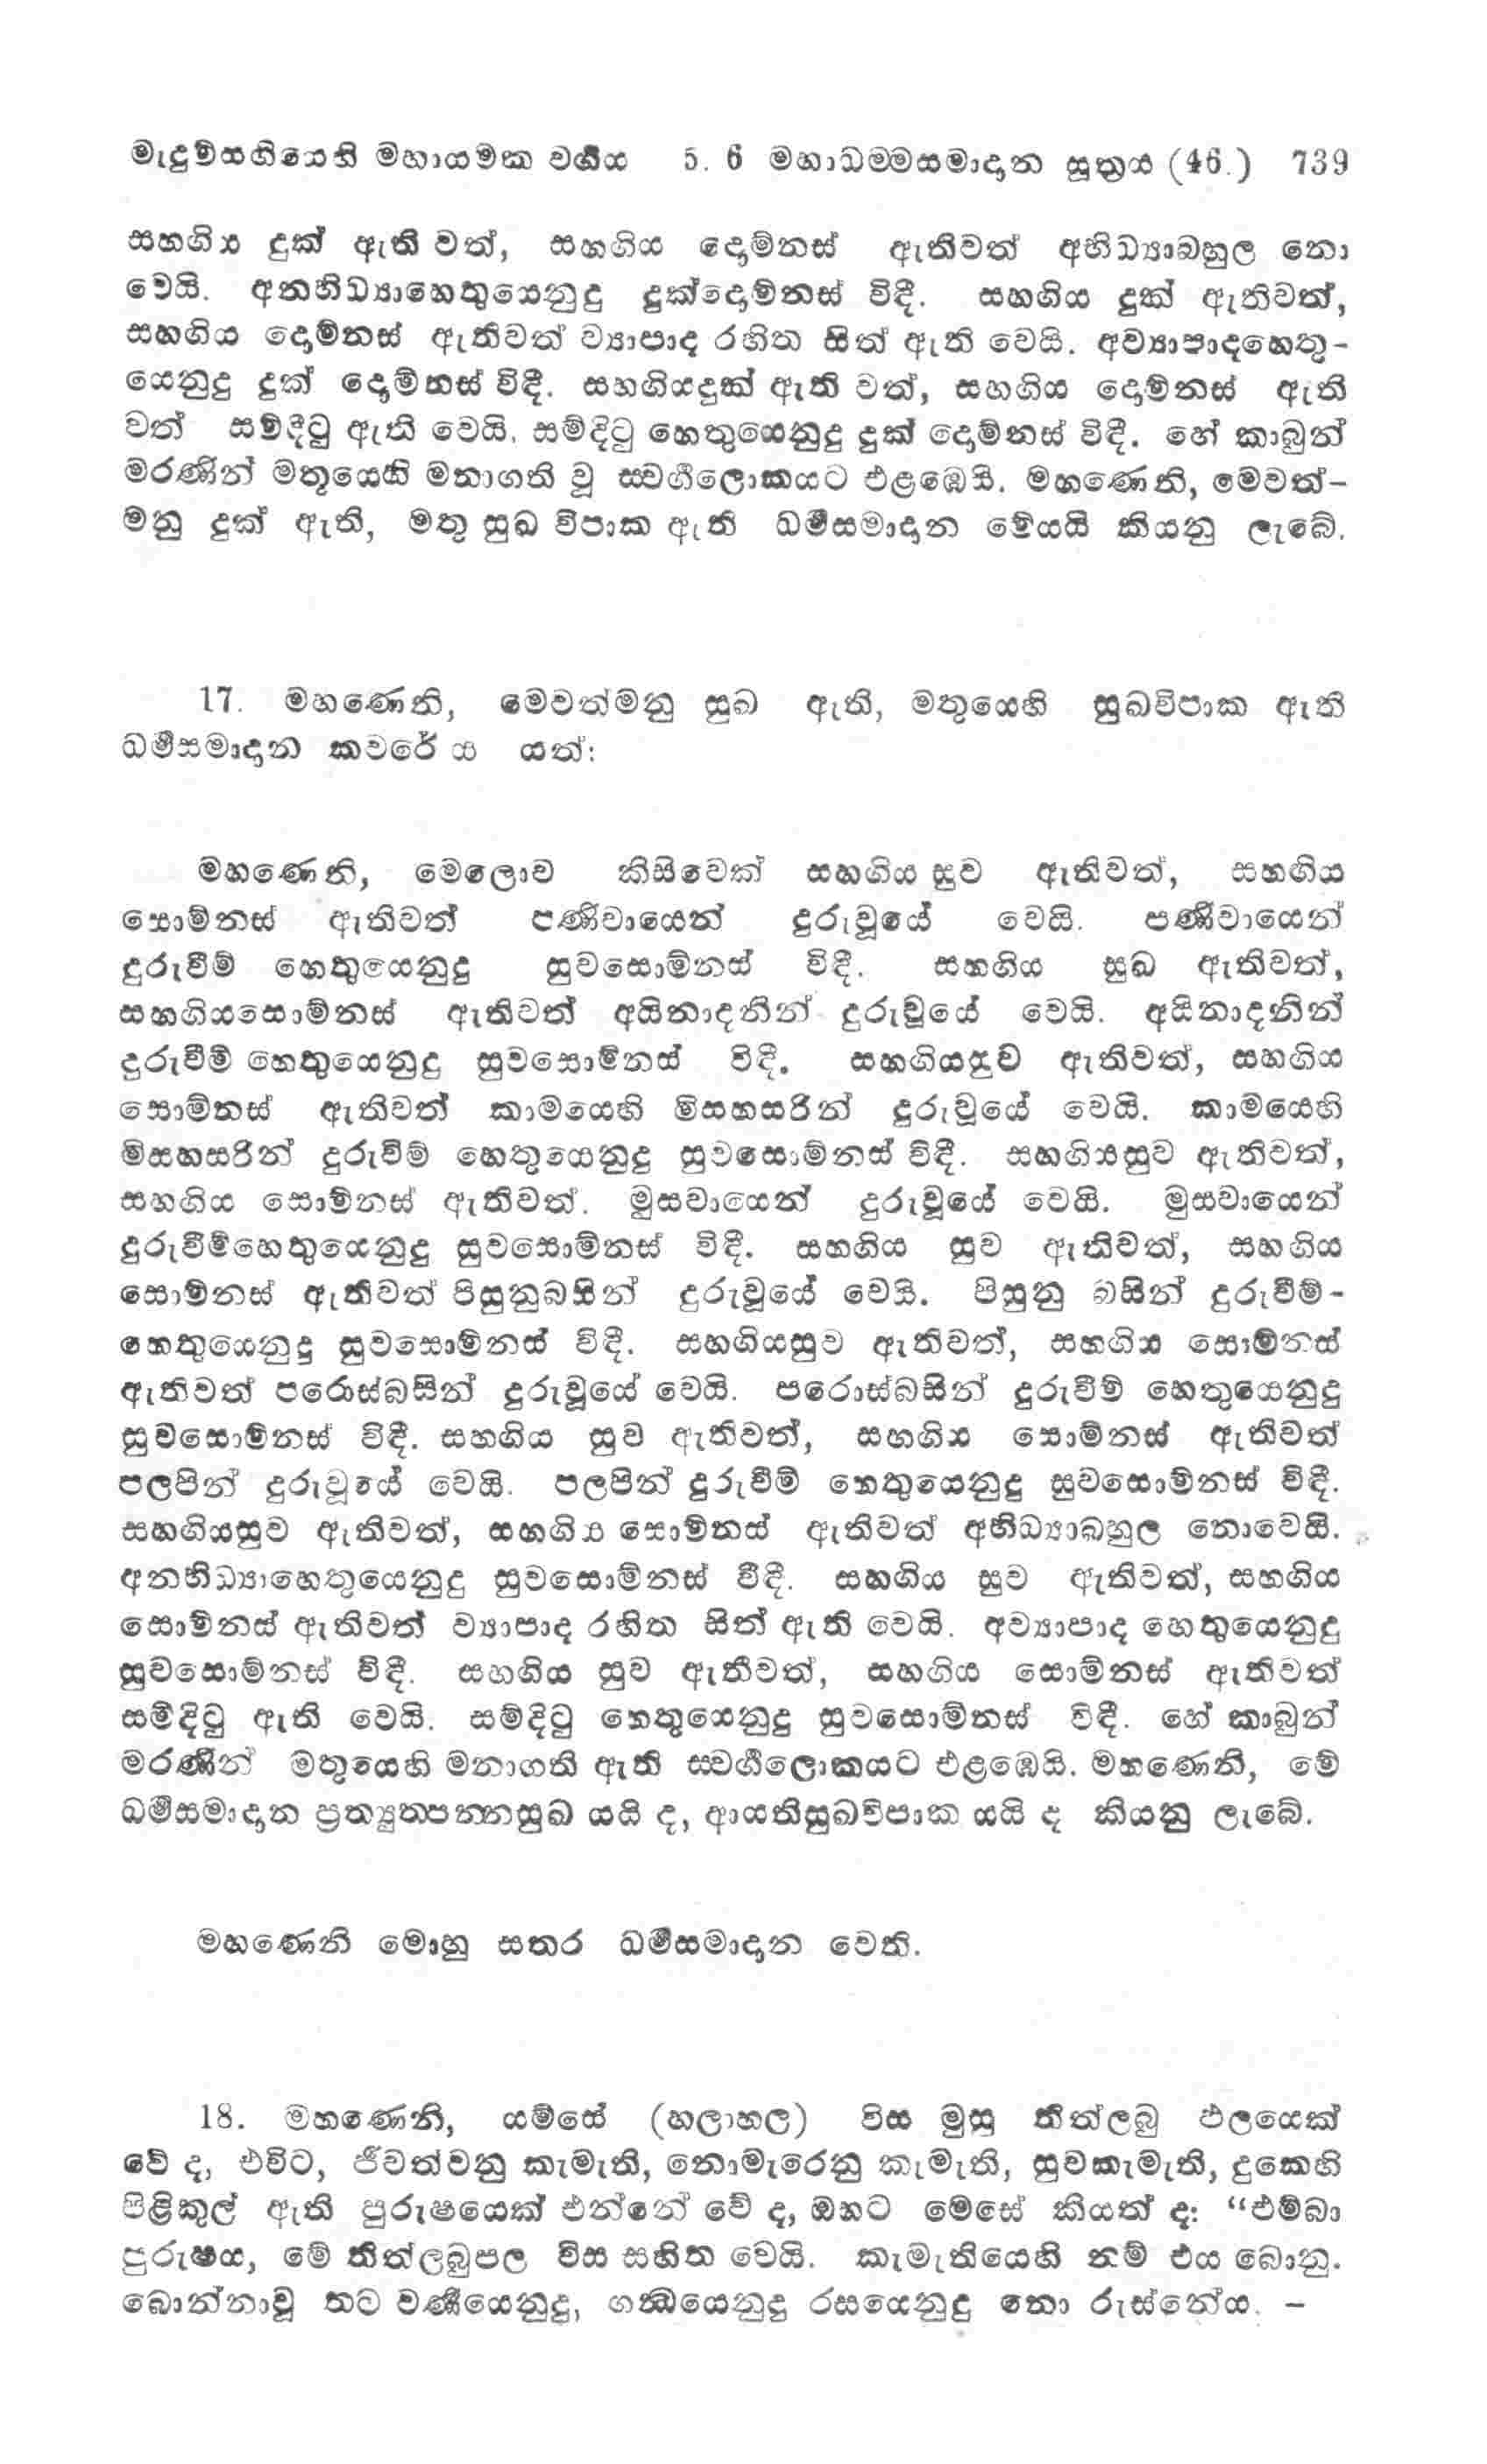 මැදුම්සඟියෙහි මහායමක වර්‍ගය 5. 6 මහාධම්මසමාදාන සූත්‍රය (46.) 739
සහගිය දුක් ඇති වත්, සහගිය දොම්නස් ඇතිවත් අභිධ්‍යාබහුල නො
වෙයි. අනභිධ්‍යාහෙතුයෙනුදු දුක්දොම්නස් විඳී. සහගිය දුක් ඇතිවත්,
සහගිය දොම්නස් ඇතිවත් ව්‍යාපාද රහිත සිත් ඇති වෙයි. අව්‍යාපාදහෙතු-
යෙනුදු දුක් දොම්නස් විඳී. සහගියදුක් ඇති වත්, සහගිය දොම්නස් ඇති
වත් සම්දිටු ඇති වෙයි. සම්දිටු හෙතුයෙනුදු දුක් දොම්නස් විඳී. හේ කාබුන්
මරණින් මතුයෙහි මනාගති වූ ස්වර්‍ගලොකයට එළඹෙයි. මහණෙනි, මෙවත්-
මනු දුක් ඇති, මතු සුඛ විපාක ඇති ධර්‍මසමාදාන මේයයි කියනු ලැබේ.
17. මහණෙනි, මෙවත්මනු සුඛ ඇති, මතුයෙහි සුඛවිපාක ඇති
ධර්‍මසමාදාන කවරේ ය යත්:
මහණෙනි, මෙලොව කිසිවෙක් සහගිය සුව ඇතිවත්, සහගිය
සොම්නස් ඇතිවත් පණිවායෙන් දුරුවූයේ වෙයි. පණිවායෙන්
දුරුවීම් හෙතුයෙනුදු සුවසොම්නස් විඳී. සහගිය සුඛ ඇතිවත්,
සහගියසොම්නස් ඇතිවත් අයිනාදනින් දුරුවූයේ වෙයි. අයිනාදනින්
දුරුවීම් හෙතුයෙනුදු සුවසොම්නස් විඳී. සහගියසුව ඇතිවත්, සහගිය
සොම්නස් ඇතිවත් කාමයෙහි මිසහසරින් දුරුවූයේ වෙයි. කාමයෙහි
මිසහසරින් දුරුවීම් හෙතුයෙනුදු සුවසොම්නස් විඳී. සහගියසුව ඇතිවත්,
සහගිය සොම්නස් ඇතිවත්. මුසවායෙන් දුරුවූයේ වෙයි. මුසවායෙන්
දුරුවීම්හෙතුයෙනුදු සුවසොම්නස් විඳී. සහගිය සුව ඇතිවත්, සහගිය
සොම්නස් ඇතිවත් පිසුනුබසින් දුරුවූයේ වෙයි. පිසුනු බසින් දුරුවීම්-
හෙතුයෙනුදු සුවසොම්නස් විඳී. සහගියසුව ඇතිවත්, සහගිය සොම්නස්
ඇතිවත් පරොස්බසින් දුරුවූයේ වෙයි. පරොස්බසින් දුරුවීම් හෙතුයෙනුදු
සුවසොම්නස් විඳී. සහගිය සුව ඇතිවත්, සහගිය සොම්නස් ඇතිවත්
පලපින් දුරුවූයේ වෙයි. පලපින් දුරුවීම් හෙතුයෙනුදු සුවසොම්නස් විඳී.
සහගියසුව ඇතිවත්, සහගිය සොම්නස් ඇතිවත් අභිධ්‍යාබහුල නොවෙයි.
අනභිධ්‍යාහෙතුයෙනුදු සුවසොම්නස් විඳී. සහගිය සුව ඇතිවත්, සහගිය
සොම්නස් ඇතිවත් ව්‍යාපාද රහිත සිත් ඇති වෙයි. අව්‍යාපාද හෙතුයෙනුදු
සුවසොම්නස් විඳී. සහගිය සුව ඇතිවත්, සහගිය සොම්නස් ඇතිවත්
සම්දිටු ඇති වෙයි. සම්දිටු හෙතුයෙනුදු සුවසොම්නස් විඳී. හේ කාබුන්
මරණින් මතුයෙහි මනාගති ඇති ස්වර්‍ගලොකයට එළඹෙයි. මහණෙනි, මේ
ධර්‍මසමාදාන ප්‍රත්‍යුත්පන්නසුඛ යයි ද, ආයතිසුඛවිපාක යයි ද කියනු ලැබේ.
මහණෙනි මොහු සතර ධර්‍මසමාදාන වෙති.
18. මහණෙනි, යම්සේ (හලාහල) විස මුසු තිත්ලබු ඵලයෙක්
වේ ද, එවිට, ජීවත්වනු කැමැති, නොමැරෙනු කැමැති, සුවකැමැති, දුකෙහි
පිළිකුල් ඇති පුරුෂයෙක් එන්නේ වේ ද, ඔහට මෙසේ කියත් ද: “එම්බා
පුරුෂය, මේ තිත්ලබුපල විස සහිත වෙයි. කැමැතියෙහි නම් එය බොනු.
බොන්නාවූ තට වර්‍ණයෙනුදු, ගන්‍ධයෙනුදු රසයෙනුදු නො රුස්නේය. –